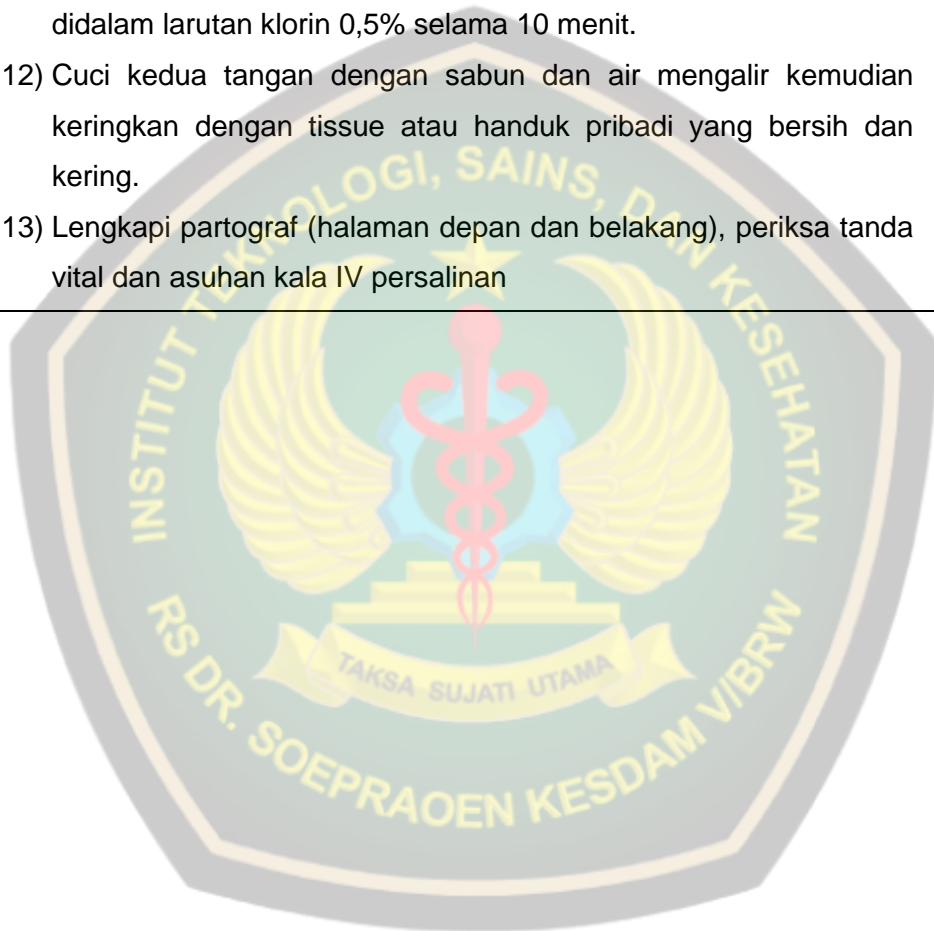 didalam larutan klorin 0,5% selama 10 menit.
12) Cuci kedua tangan dengan sabun dan air mengalir kemudian
keringkan dengan tissue atau handuk pribadi yang bersih dan
kering.
13) Lengkapi partograf (halaman depan dan belakang), periksa tanda
vital dan asuhan kala IV persalinan
INSTITUT TEKNOLOGI, SAINS, DAN KESEHATAN
TAKSA SUJATI UTAMA
RS DR. SOEPRAOEN KESDAM V/BRW